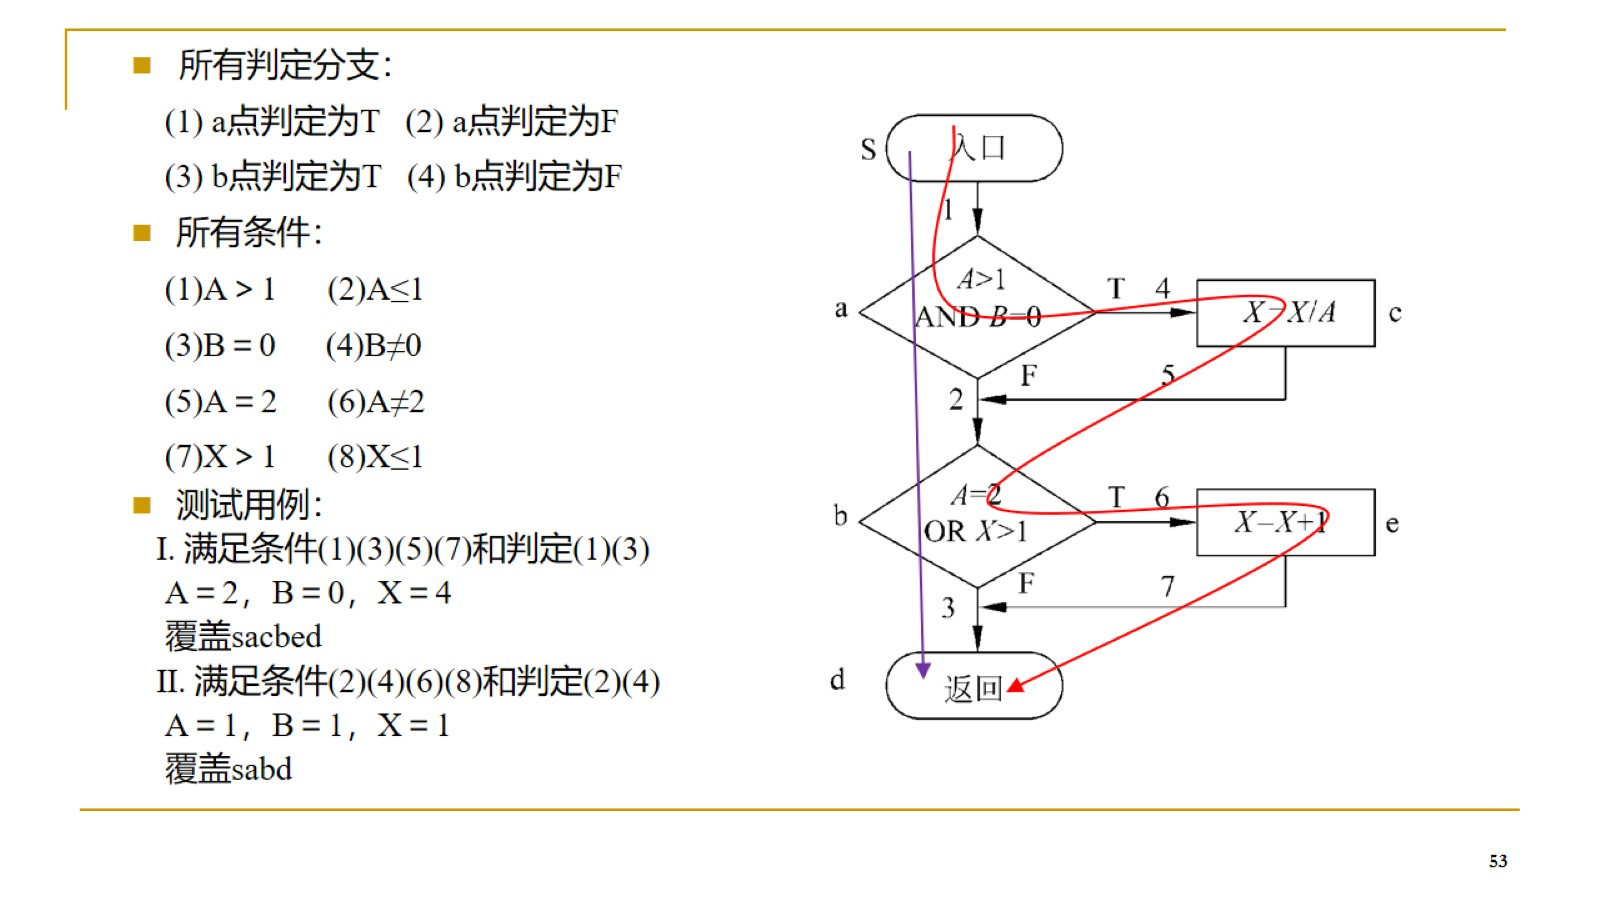 所有判定分支：
(1) a点判定为T (2) a点判定为F
(3) b点判定为T (4) b点判定为F
所有条件：
(1)A > 1 (2)A≤1
(3)B = 0 (4)B≠0
(5)A = 2 (6)A≠2
(7)X > 1 (8)X≤1
测试用例：
I. 满足条件(1)(3)(5)(7)和判定(1)(3)
A = 2，B = 0，X = 4
覆盖sacbed
II. 满足条件(2)(4)(6)(8)和判定(2)(4)
A = 1，B = 1，X = 1
覆盖sabd
S
入口
1
a
A>1
AND B=0
T 4
X=X/A
c
F
5
2
b
A=2
OR X>1
T 6
X=X+1
e
F
7
3
d
返回
53